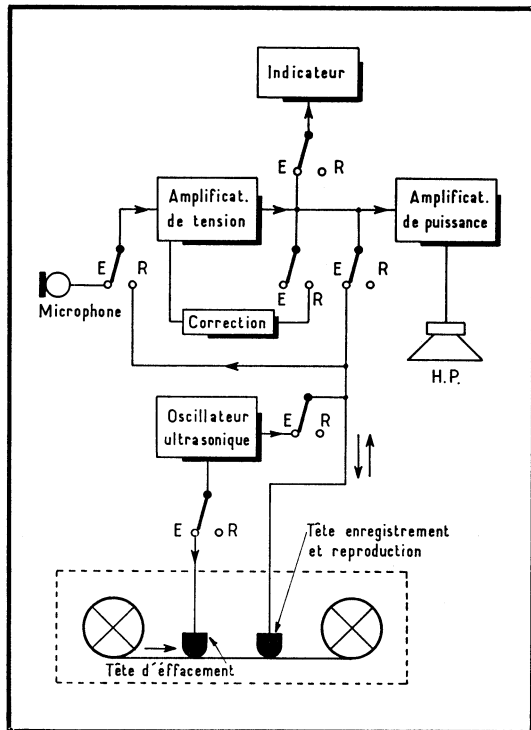 Indicateur
E R
Amplificat.
de tension
Amplificat.
de puissance
E R
E R
E R
Microphone
Correction
H.P.
Oscillateur
ultrasonique
E R
E R
Tête enregistrement
et reproduction
Tête d'éffacement